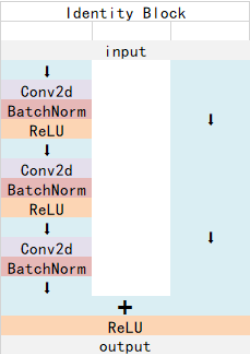 Identity Block
input
⬇
Conv2d
BatchNorm
ReLU
⬇
⬇
Conv2d
BatchNorm
ReLU
⬇
⬇
Conv2d
BatchNorm
⬇
+
ReLU
output